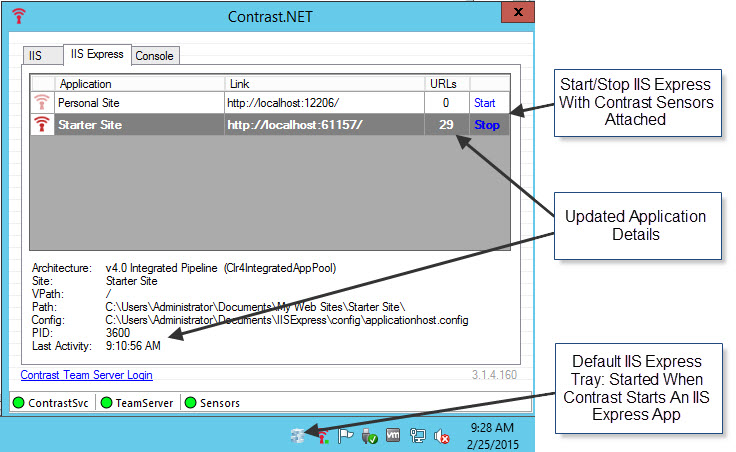 Contrast.NET
x
IIS
IIS Express
Console
Application Link URLs
Personal Site http://localhost:12206/ 0 Start
Starter Site http://localhost:61157/ 29 Stop
Architecture: v4.0 Integrated Pipeline (Clr4IntegratedAppPool)
Site: Starter Site
VPath: /
Path: C:\Users\Administrator\Documents\My Web Sites\Starter Site\
Config: C:\Users\Administrator\Documents\IISExpress\config\applicationhost.config
PID: 3600
Last Activity: 9:10:56 AM
Contrast Team Server Login
3.1.4.160
ContrastSvc
TeamServer
Sensors
vm
9:28 AM
2/25/2015
Start/Stop IIS Express
With Contrast Sensors
Attached
Updated Application
Details
Default IIS Express
Tray: Started When
Contrast Starts An IIS
Express App